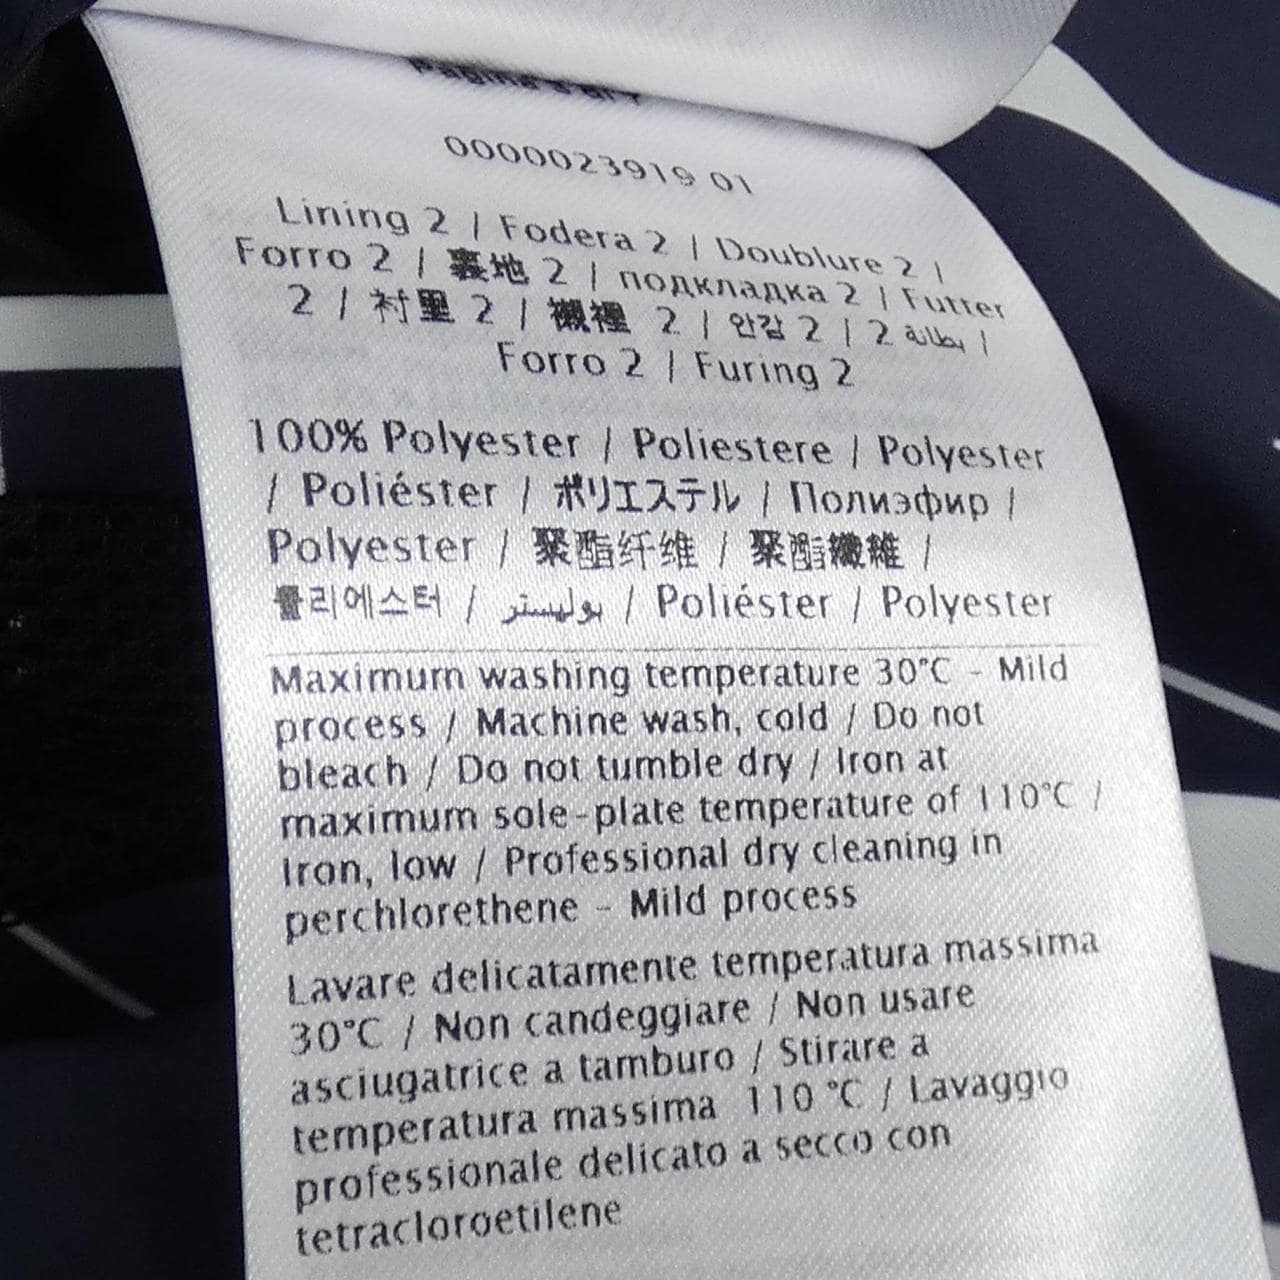 0000023919 01
Lining 2 / Fodera 2 / Doublure 2 /
Forro 2 / 裏地 2 / подкладка 2 / Futter
2 / 衬里 2 / 襯裡 2 / 안감 2 / بطانة 2 /
Forro 2 / Furing 2
100% Polyester / Poliestere / Polyester
/ Poliéster / ポリエステル / Полиэфир /
Polyester / 聚酯纤维 / 聚酯纖維 /
폴리에스터 / بوليستر / Poliéster / Polyester
Maximum washing temperature 30°C - Mild
process / Machine wash, cold / Do not
bleach / Do not tumble dry / Iron at
maximum sole-plate temperature of 110°C /
Iron, low / Professional dry cleaning in
perchlorethene - Mild process
Lavare delicatamente temperatura massima
30°C / Non candeggiare / Non usare
asciugatrice a tamburo / Stirare a
temperatura massima 110 °C / Lavaggio
professionale delicato a secco con
tetracloroetilene